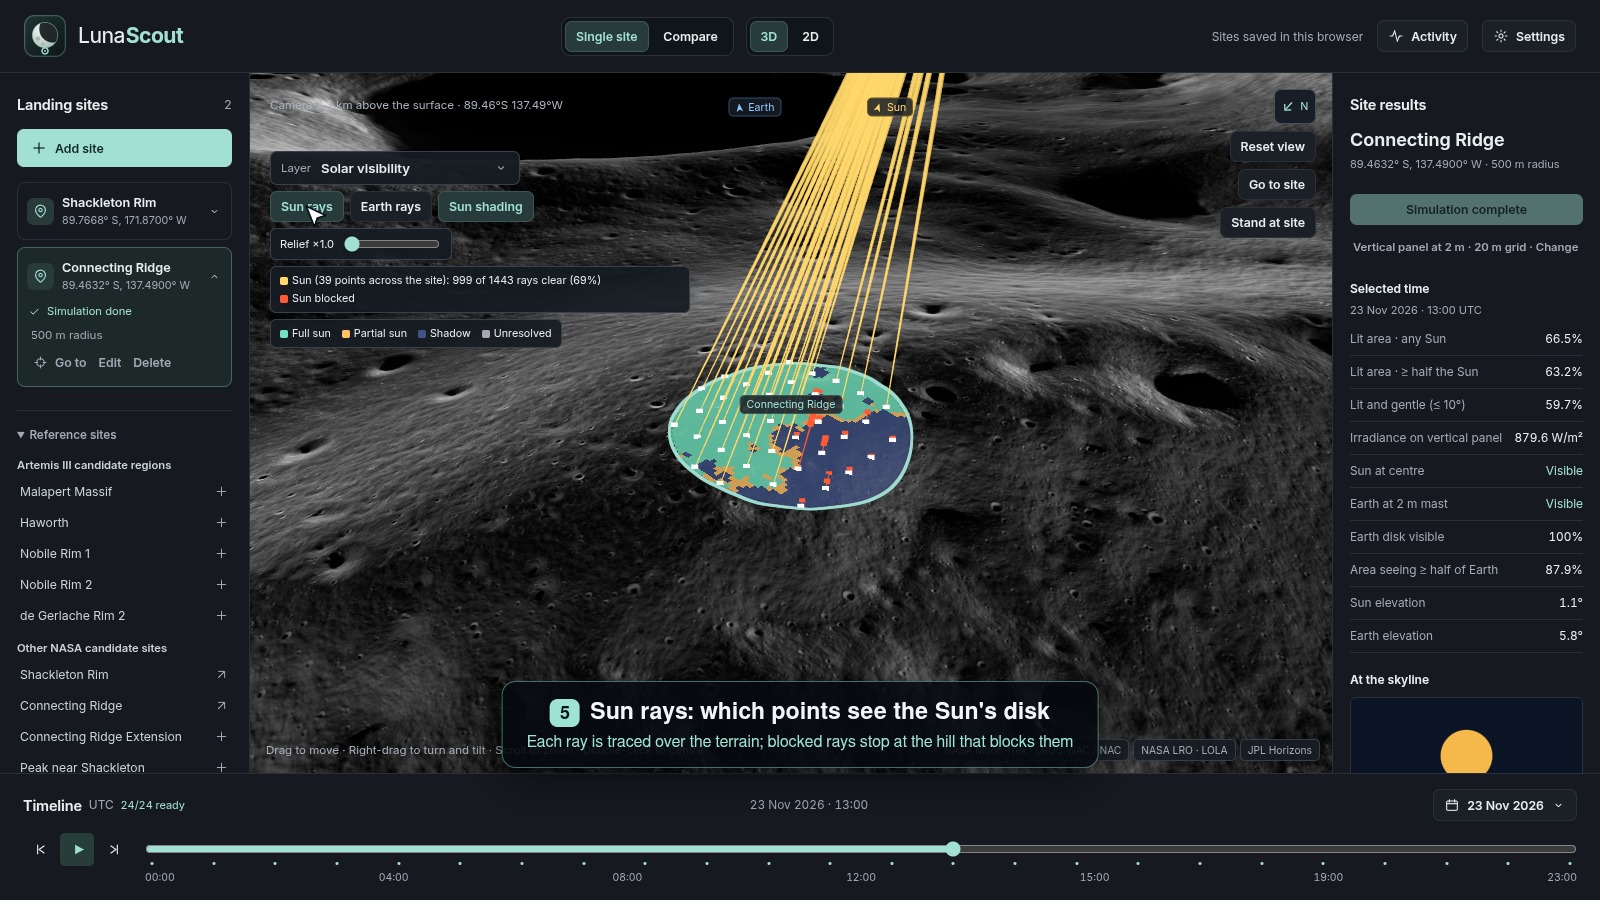 LunaScout
Single site
Compare
3D
2D
Sites saved in this browser
Activity
Settings
Landing sites
2
Add site
Shackleton Rim
89.7668° S, 171.8700° W
Connecting Ridge
89.4632° S, 137.4900° W
Simulation done
500 m radius
Go to
Edit
Delete
Reference sites
Artemis III candidate regions
Malapert Massif
Haworth
Nobile Rim 1
Nobile Rim 2
de Gerlache Rim 2
Other NASA candidate sites
Shackleton Rim
Connecting Ridge
Connecting Ridge Extension
Peak near Shackleton
km above the surface · 89.46°S 137.49°W
Earth
Sun
N
Layer Solar visibility
Sun rays
Earth rays
Sun shading
Relief ×1.0
Sun (39 points across the site): 999 of 1443 rays clear (69%)
Sun blocked
Full sun
Partial sun
Shadow
Unresolved
Reset view
Go to site
Stand at site
Connecting Ridge
5 Sun rays: which points see the Sun's disk
Each ray is traced over the terrain; blocked rays stop at the hill that blocks them
Drag to move · Right-drag to turn and tilt ·
NAC
NASA LRO · LOLA
JPL Horizons
Site results
Connecting Ridge
89.4632° S, 137.4900° W · 500 m radius
Simulation complete
Vertical panel at 2 m · 20 m grid · Change
Selected time
23 Nov 2026 · 13:00 UTC
Lit area · any Sun 66.5%
Lit area · ≥ half the Sun 63.2%
Lit and gentle (≤ 10°) 59.7%
Irradiance on vertical panel 879.6 W/m²
Sun at centre Visible
Earth at 2 m mast Visible
Earth disk visible 100%
Area seeing ≥ half of Earth 87.9%
Sun elevation 1.1°
Earth elevation 5.8°
At the skyline
Timeline UTC 24/24 ready
23 Nov 2026 · 13:00
23 Nov 2026
00:00
04:00
08:00
12:00
15:00
19:00
23:00